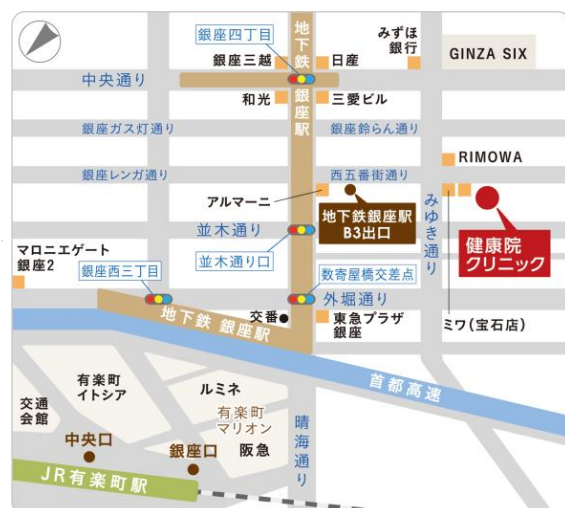 銀座四丁目
地下鉄 銀座駅
みずほ
銀行
銀座三越
日産
GINZA SIX
中央通り
和光
三愛ビル
銀座ガス灯通り
銀座鈴らん通り
RIMOWA
銀座レンガ通り
西五番街通り
アルマーニ
地下鉄銀座駅
B3出口
みゆき通り
健康院
クリニック
並木通り
並木通り口
マロニエゲート
銀座2
銀座西三丁目
数寄屋橋交差点
外堀通り
地下鉄 銀座駅
交番
東急プラザ
銀座
ミワ(宝石店)
首都高速
有楽町
イトシア
ルミネ
有楽町
マリオン
阪急
交通
会館
中央口
銀座口
晴海通り
JR有楽町駅